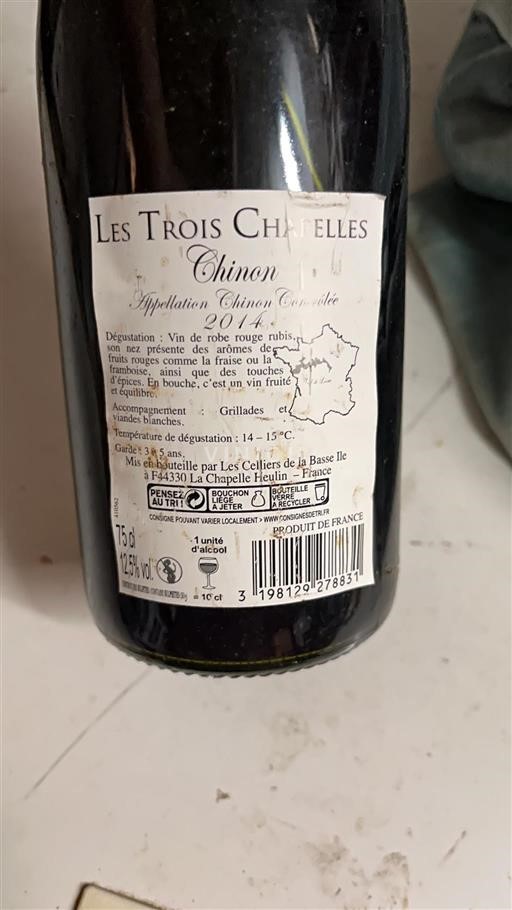 LES TROIS CHAPELLES
Chinon
Appellation Chinon Contrôlée
2014
Dégustation : Vin de robe rouge rubis,
son nez présente des arômes de
fruits rouges comme la fraise ou la
framboise, ainsi que des touches
d'épices. En bouche, c'est un vin fruité
et équilibré.
Accompagnement : Grillades et
viandes blanches.
Température de dégustation : 14 – 15 °C.
Garde : 3 à 5 ans.
Mis en bouteille par Les Celliers de la Basse Ile
à F44330 La Chapelle Heulin – France
PENSEZ AU TRI !
BOUCHON LIÈGE À JETER
BOUTEILLE VERRE À RECYCLER
CONSIGNE POUVANT VARIER LOCALEMENT > WWW.CONSIGNESDETRI.FR
PRODUIT DE FRANCE
75 cl
12,5% vol.
1 unité
d'alcool
= 10 cl
3 198129 278831